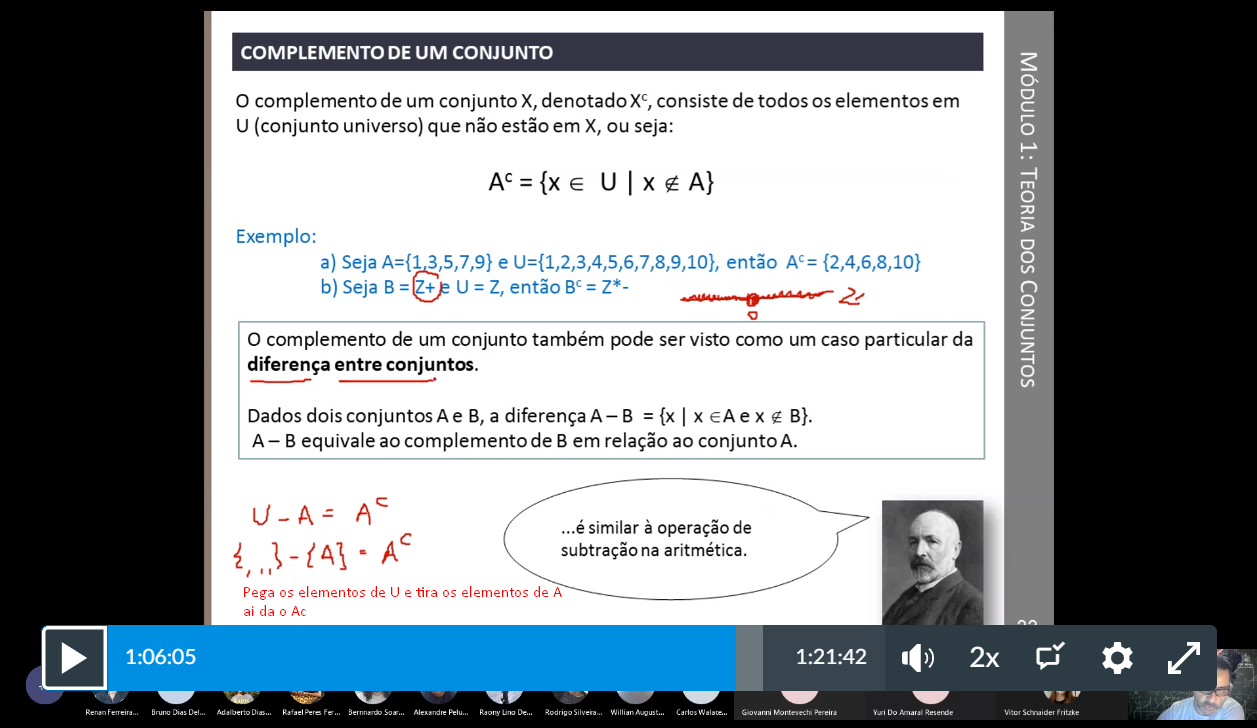 COMPLEMENTO DE UM CONJUNTO
MÓDULO 1: TEORIA DOS CONJUNTOS
O complemento de um conjunto X, denotado Xᶜ, consiste de todos os elementos em
U (conjunto universo) que não estão em X, ou seja:
Aᶜ = {x ∈ U | x ∉ A}
Exemplo:
a) Seja A={1,3,5,7,9} e U={1,2,3,4,5,6,7,8,9,10}, então Aᶜ = {2,4,6,8,10}
b) Seja B = Z+ e U = Z, então Bᶜ = Z*-
O complemento de um conjunto também pode ser visto como um caso particular da
diferença entre conjuntos.
Dados dois conjuntos A e B, a diferença A – B = {x | x ∈A e x ∉ B}.
A – B equivale ao complemento de B em relação ao conjunto A.
U - A = Aᶜ
{,,,} - {A} = Aᶜ
...é similar à operação de
subtração na aritmética.
Pega os elementos de U e tira os elementos de A
ai da o Ac
1:06:05
1:21:42
2x
Renan Ferreira...
Bruno Dias Del...
Adalberto Dias...
Rafael Peres Fer...
Bernnardo Soar...
Alexandre Pelu...
Raony Lino De...
Rodrigo Silveira...
Willian August...
Carlos Walace...
Giovanni Montevechi Pereira
Yuri Do Amaral Resende
Vitor Schnaider Fritzke